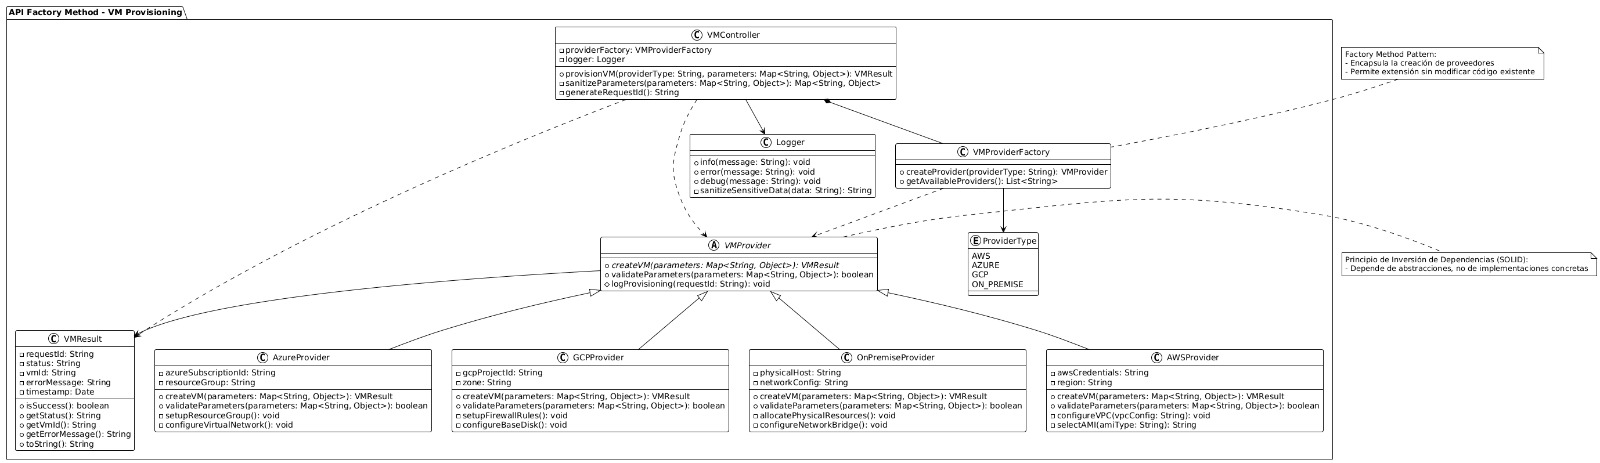 API Factory Method - VM Provisioning
C VMController
providerFactory: VMProviderFactory
logger: Logger
provisionVM(providerType: String, parameters: Map<String, Object>): VMResult
sanitizeParameters(parameters: Map<String, Object>): Map<String, Object>
generateRequestId(): String
Factory Method Pattern:
- Encapsula la creación de proveedores
- Permite extensión sin modificar código existente
C Logger
info(message: String): void
error(message: String): void
debug(message: String): void
sanitizeSensitiveData(data: String): String
C VMProviderFactory
createProvider(providerType: String): VMProvider
getAvailableProviders(): List<String>
A VMProvider
createVM(parameters: Map<String, Object>): VMResult
validateParameters(parameters: Map<String, Object>): boolean
logProvisioning(requestId: String): void
E ProviderType
AWS
AZURE
GCP
ON_PREMISE
Principio de Inversión de Dependencias (SOLID):
- Depende de abstracciones, no de implementaciones concretas
C VMResult
requestId: String
status: String
vmId: String
errorMessage: String
timestamp: Date
isSuccess(): boolean
getStatus(): String
getVmId(): String
getErrorMessage(): String
toString(): String
C AzureProvider
azureSubscriptionId: String
resourceGroup: String
createVM(parameters: Map<String, Object>): VMResult
validateParameters(parameters: Map<String, Object>): boolean
setupResourceGroup(): void
configureVirtualNetwork(): void
C GCPProvider
gcpProjectId: String
zone: String
createVM(parameters: Map<String, Object>): VMResult
validateParameters(parameters: Map<String, Object>): boolean
setupFirewallRules(): void
configureBaseDisk(): void
C OnPremiseProvider
physicalHost: String
networkConfig: String
createVM(parameters: Map<String, Object>): VMResult
validateParameters(parameters: Map<String, Object>): boolean
allocatePhysicalResources(): void
configureNetworkBridge(): void
C AWSProvider
awsCredentials: String
region: String
createVM(parameters: Map<String, Object>): VMResult
validateParameters(parameters: Map<String, Object>): boolean
configureVPC(vpcConfig: String): void
selectAMI(amiType: String): String